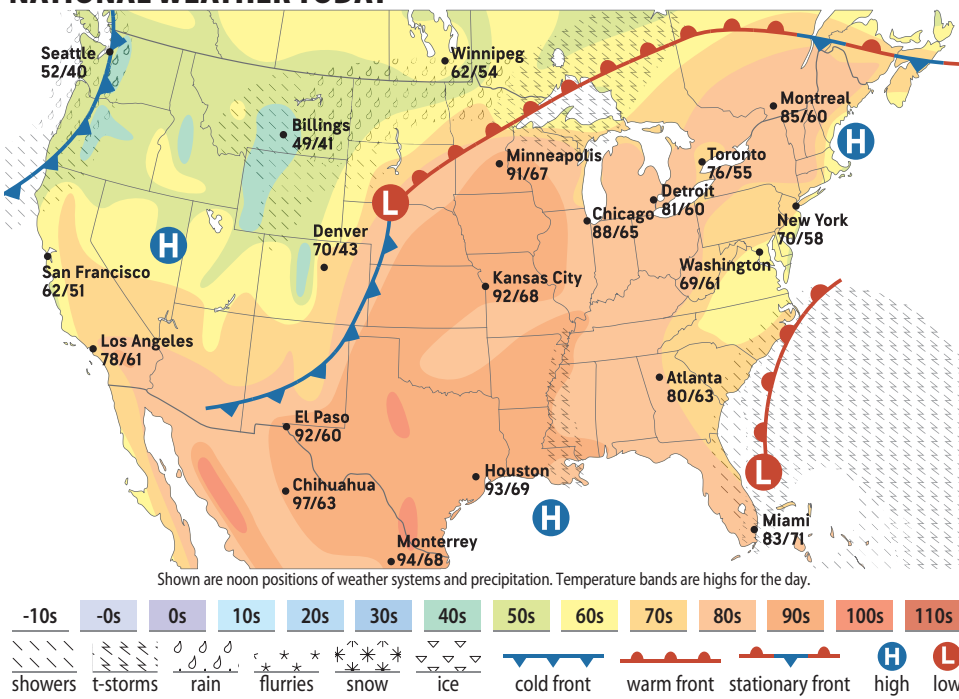 NATIONAL WEATHER TODAY
Seattle
52/40
Winnipeg
62/54
Billings
49/41
Montreal
85/60
H
Minneapolis
91/67
Toronto
76/55
Detroit
81/60
L
Chicago
88/65
New York
70/58
Denver
70/43
H
Washington
69/61
San Francisco
62/51
Kansas City
92/68
Los Angeles
78/61
Atlanta
80/63
El Paso
92/60
Chihuahua
97/63
Houston
93/69
L
H
Miami
83/71
Monterrey
94/68
Shown are noon positions of weather systems and precipitation. Temperature bands are highs for the day.
-10s -0s 0s 10s 20s 30s 40s 50s 60s 70s 80s 90s 100s 110s
H L
showers t-storms rain flurries snow ice cold front warm front stationary front high low